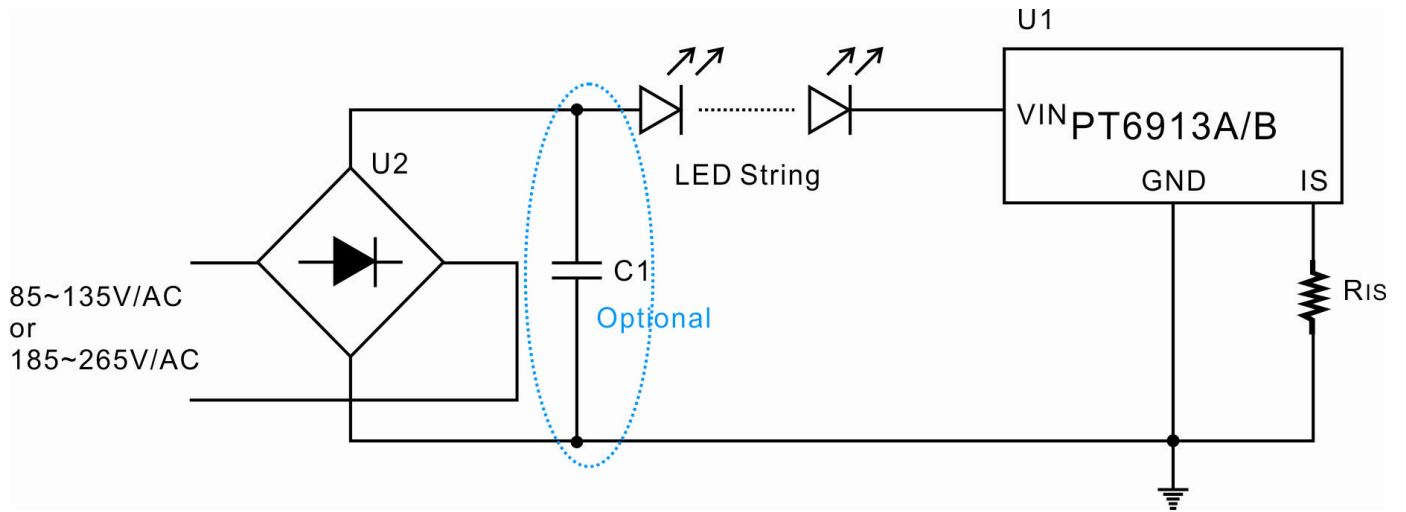 U1
VIN
PT6913A/B
GND
IS
LED String
U2
C1
Optional
85~135V/AC
or
185~265V/AC
RIS